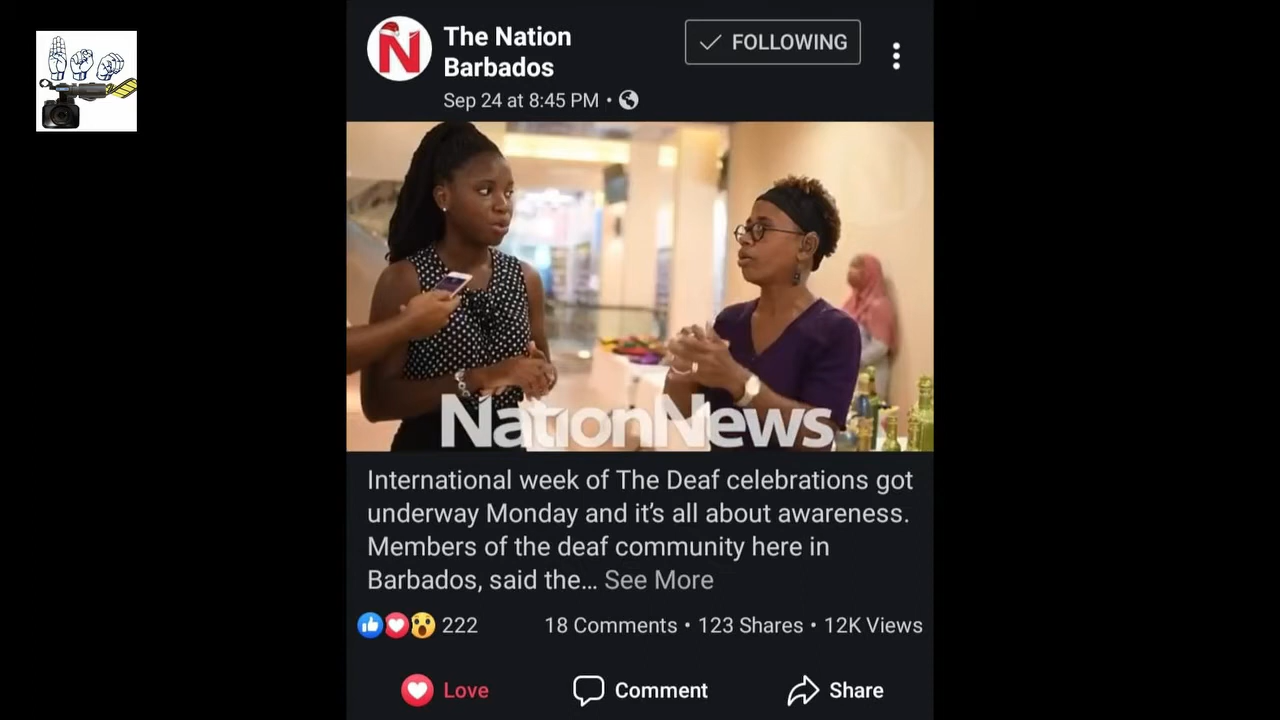 N
The Nation
Barbados
FOLLOWING
Sep 24 at 8:45 PM •
NationNews
International week of The Deaf celebrations got
underway Monday and it's all about awareness.
Members of the deaf community here in
Barbados, said the... See More
222
18 Comments • 123 Shares • 12K Views
Love
Comment
Share